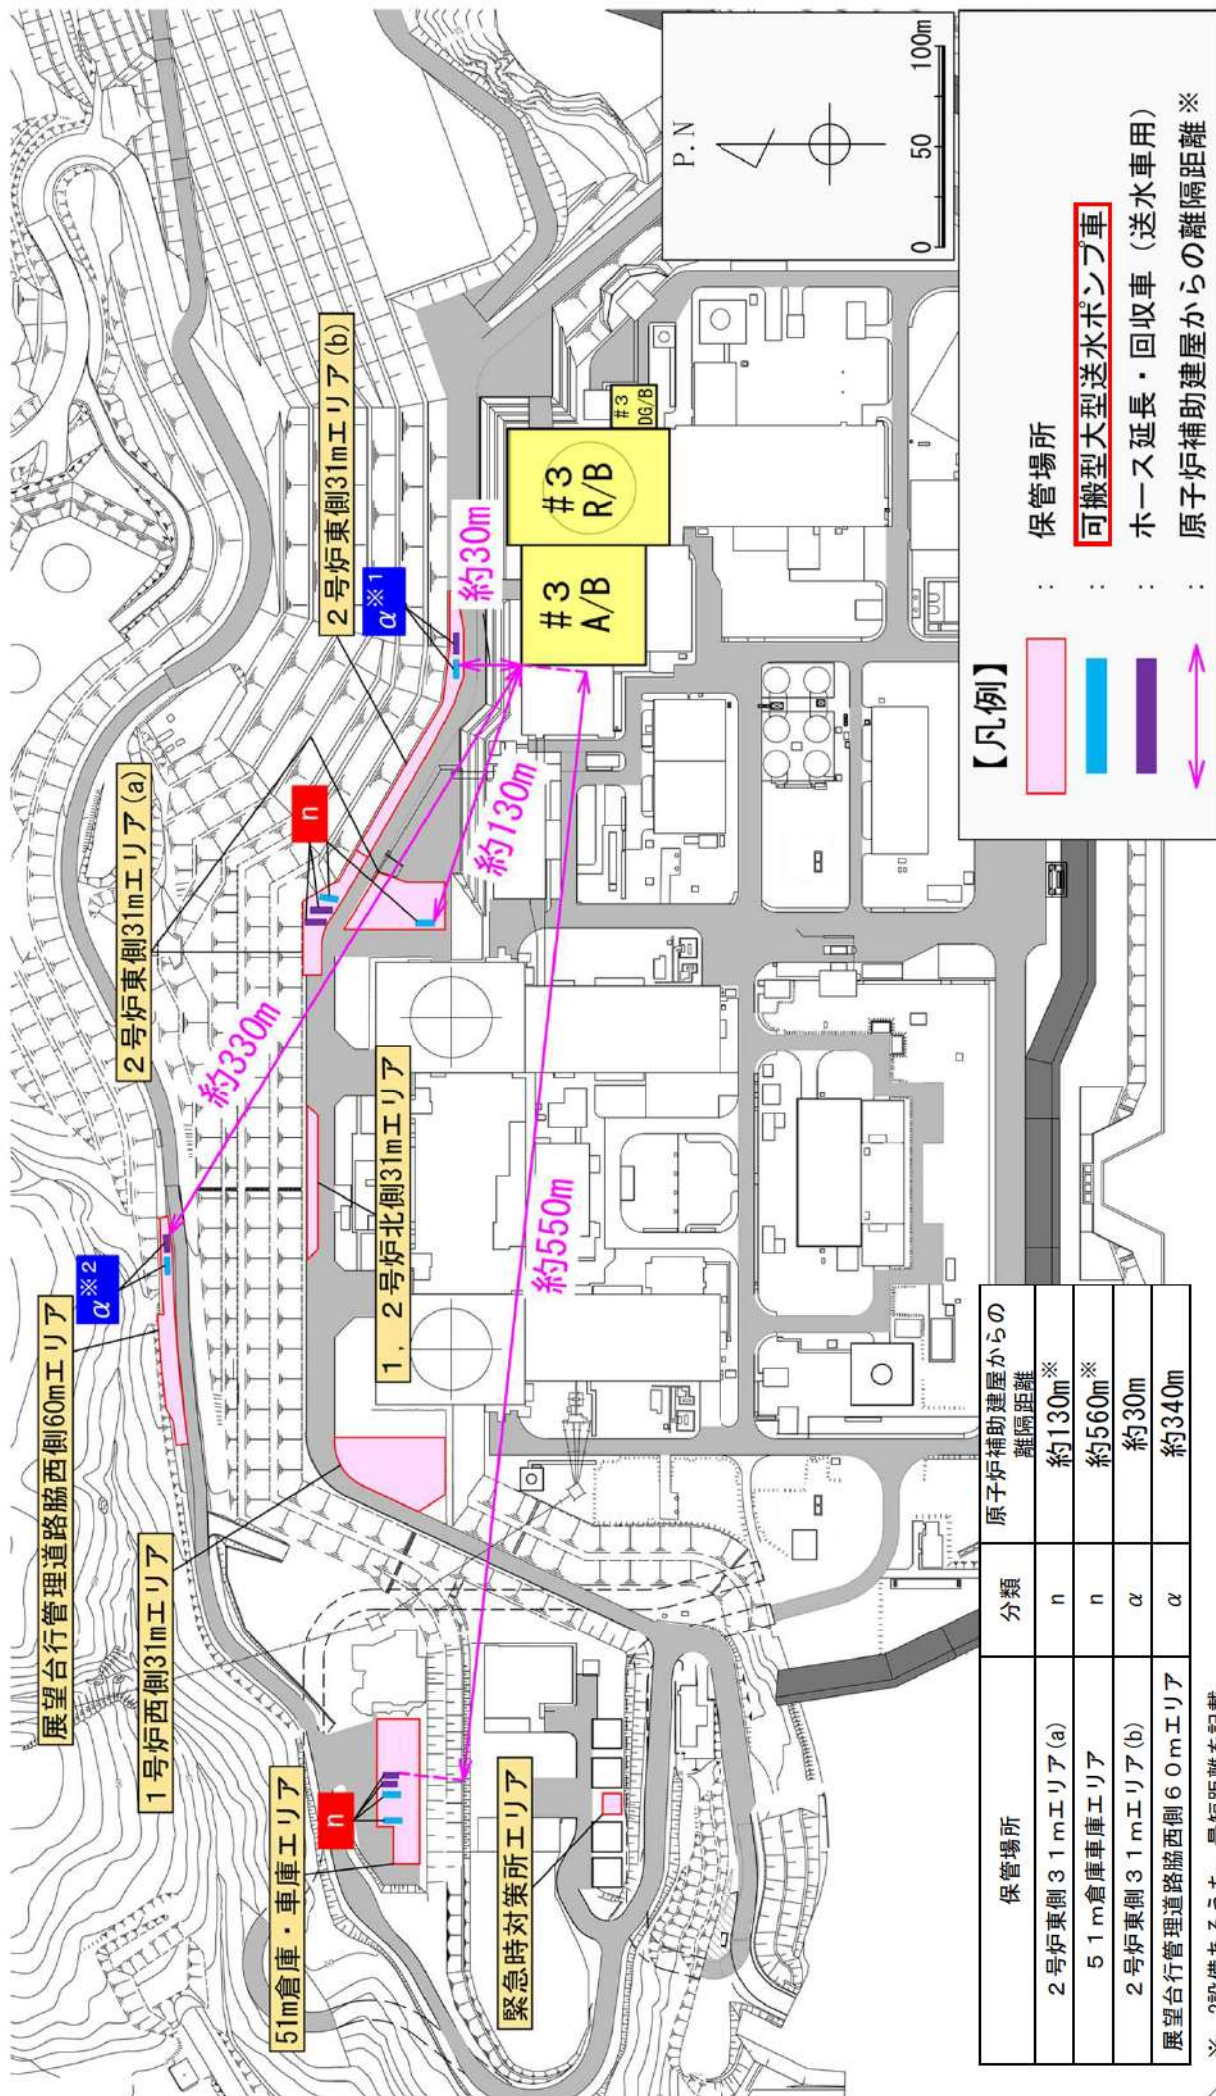 展望台行管理道路脇西側60mエリア
α※2
1号炉西側31mエリア
51m倉庫・車庫エリア
n
緊急時対策所エリア
1，2号炉北側31mエリア
2号炉東側31mエリア(a)
n
2号炉東側31mエリア(b)
α※1
約330m
約130m
約550m
約30m
#3
A/B
#3
R/B
#3
DG/B
P.N
0 50 100m
【凡例】
： 保管場所
： 可搬型大型送水ポンプ車
： ホース延長・回収車（送水車用）
： 原子炉補助建屋からの離隔距離※
保管場所 分類 原子炉補助建屋からの
離隔距離
2号炉東側31mエリア(a) n 約130m※
51m倉庫車庫エリア n 約560m※
2号炉東側31mエリア(b) α 約30m
展望台行管理道路脇西側60mエリア α 約340m